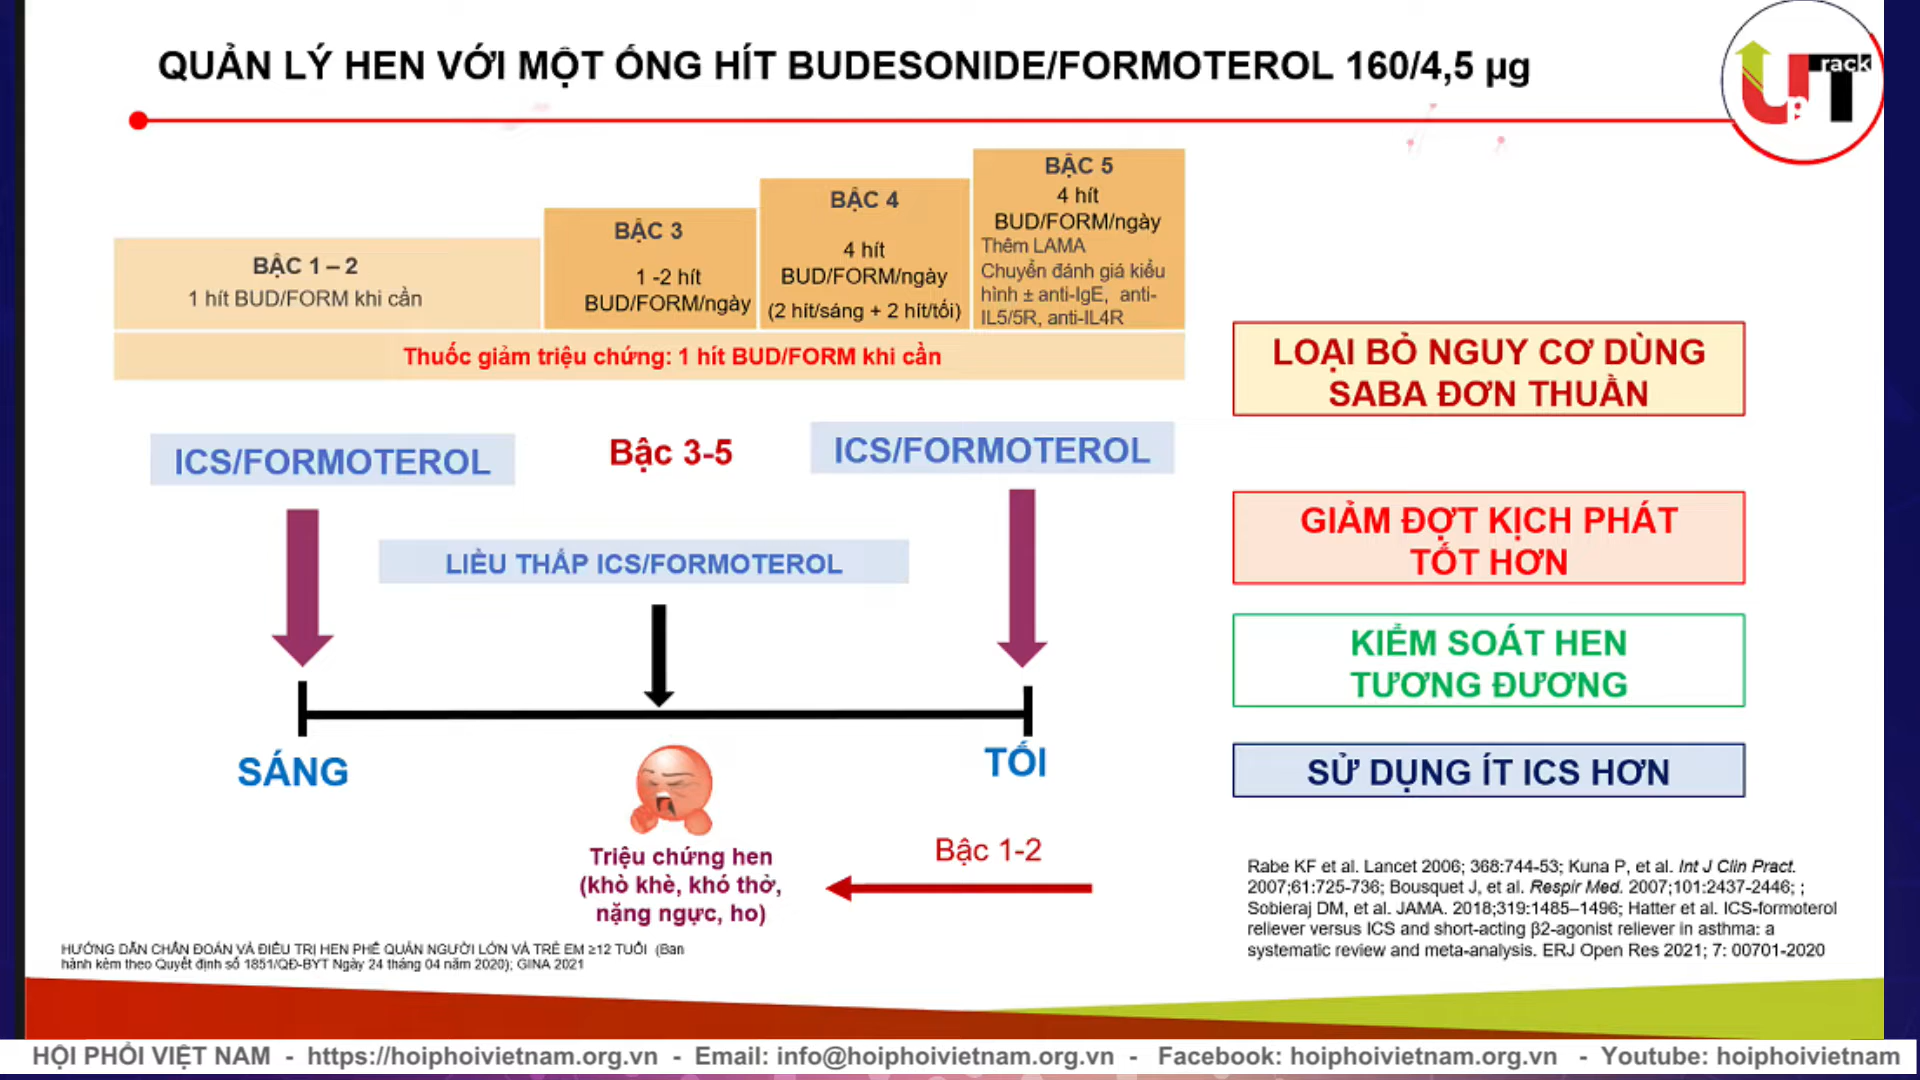 QUẢN LÝ HEN VỚI MỘT ỐNG HÍT BUDESONIDE/FORMOTEROL 160/4,5 µg
UpTrack
BẬC 1 – 2
1 hít BUD/FORM khi cần
BẬC 3
1 -2 hít
BUD/FORM/ngày
BẬC 4
4 hít
BUD/FORM/ngày
(2 hít/sáng + 2 hít/tối)
BẬC 5
4 hít
BUD/FORM/ngày
Thêm LAMA
Chuyển đánh giá kiểu
hình ± anti-IgE, anti-
IL5/5R, anti-IL4R
Thuốc giảm triệu chứng: 1 hít BUD/FORM khi cần
ICS/FORMOTEROL
Bậc 3-5
ICS/FORMOTEROL
LIỀU THẤP ICS/FORMOTEROL
SÁNG
TỐI
Triệu chứng hen
(khò khè, khó thở,
nặng ngực, ho)
Bậc 1-2
LOẠI BỎ NGUY CƠ DÙNG
SABA ĐƠN THUẦN
GIẢM ĐỢT KỊCH PHÁT
TỐT HƠN
KIỂM SOÁT HEN
TƯƠNG ĐƯƠNG
SỬ DỤNG ÍT ICS HƠN
Rabe KF et al. Lancet 2006; 368:744-53; Kuna P, et al. Int J Clin Pract.
2007;61:725-736; Bousquet J, et al. Respir Med. 2007;101:2437-2446; ;
Sobieraj DM, et al. JAMA. 2018;319:1485–1496; Hatter et al. ICS-formoterol
reliever versus ICS and short-acting β2-agonist reliever in asthma: a
systematic review and meta-analysis. ERJ Open Res 2021; 7: 00701-2020
HƯỚNG DẪN CHẨN ĐOÁN VÀ ĐIỀU TRỊ HEN PHẾ QUẢN NGƯỜI LỚN VÀ TRẺ EM ≥12 TUỔI (Ban
hành kèm theo Quyết định số 1851/QĐ-BYT Ngày 24 tháng 04 năm 2020); GINA 2021
HỘI PHỔI VIỆT NAM - https://hoiphoivietnam.org.vn - Email: info@hoiphoivietnam.org.vn - Facebook: hoiphoivietnam.org.vn - Youtube: hoiphoivietnam